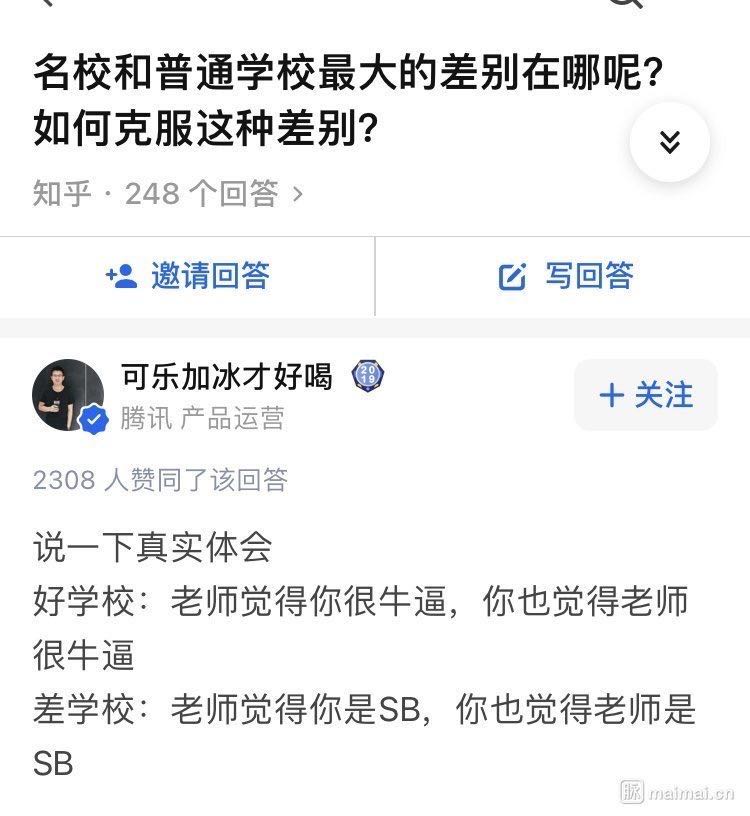 名校和普通学校最大的差别在哪呢？
如何克服这种差别？
知乎 · 248 个回答 >
邀请回答
写回答
可乐加冰才好喝
2019
腾讯 产品运营
+ 关注
2308 人赞同了该回答
说一下真实体会
好学校：老师觉得你很牛逼，你也觉得老师
很牛逼
差学校：老师觉得你是SB，你也觉得老师是
SB
脉 maimai.cn